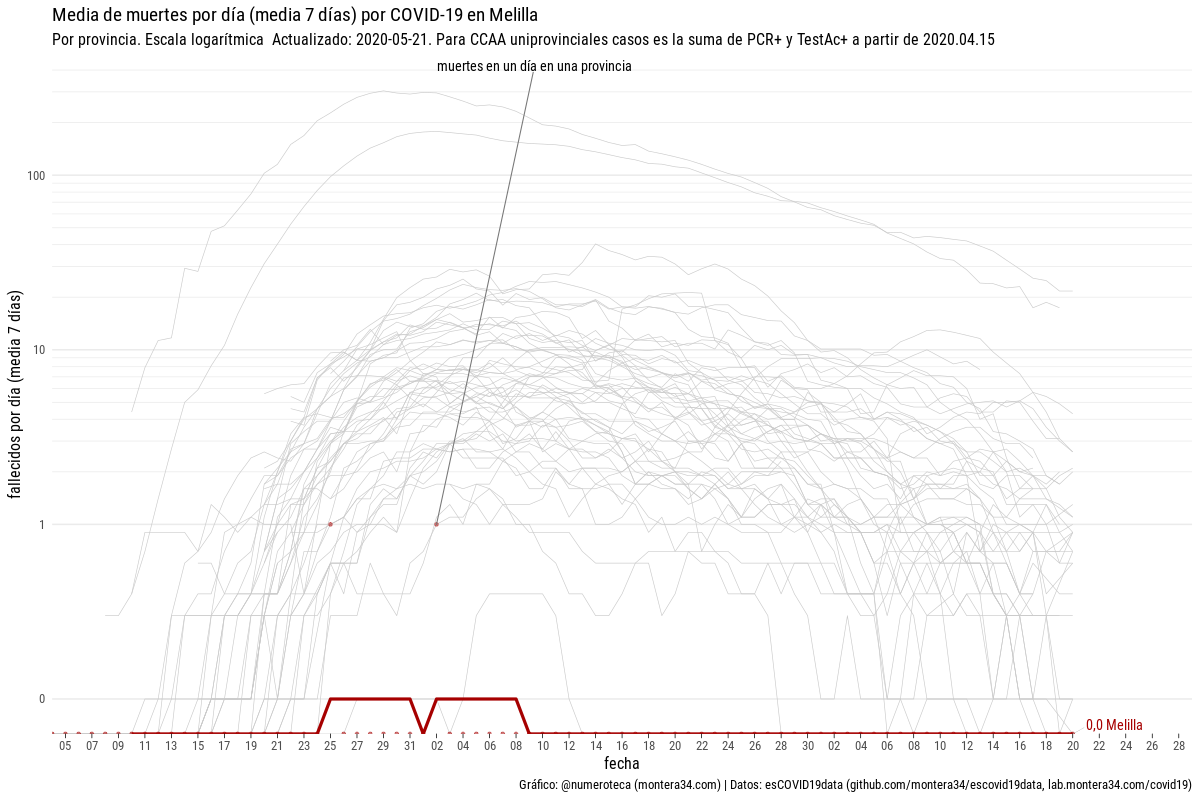 Media de muertes por día (media 7 días) por COVID-19 en Melilla
Por provincia. Escala logarítmica  Actualizado: 2020-05-21. Para CCAA uniprovinciales casos es la suma de PCR+ y TestAc+ a partir de 2020.04.15
muertes en un día en una provincia
fallecidos por día (media  7 días)
100
10
1
0
0,0 Melilla
05 07 09 11 13 15 17 19 21 23 25 27 29 31 02 04 06 08 10 12 14 16 18 20 22 24 26 28 30 02 04 06 08 10 12 14 16 18 20 22 24 26 28
fecha
Gráfico: @numeroteca (montera34.com) | Datos: esCOVID19data (github.com/montera34/escovid19data, lab.montera34.com/covid19)